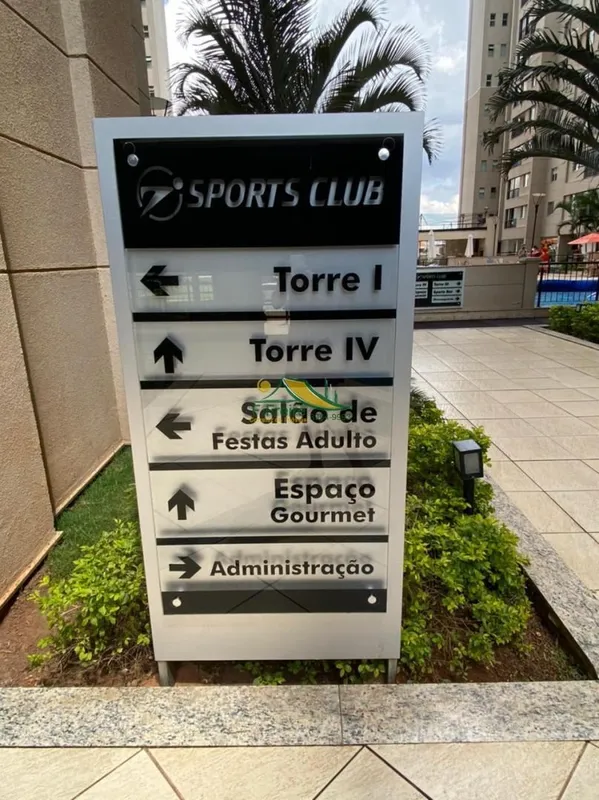 SPORTS CLUB
Torre I
Torre IV
Salão de
Festas Adulto
Espaço
Gourmet
Administração